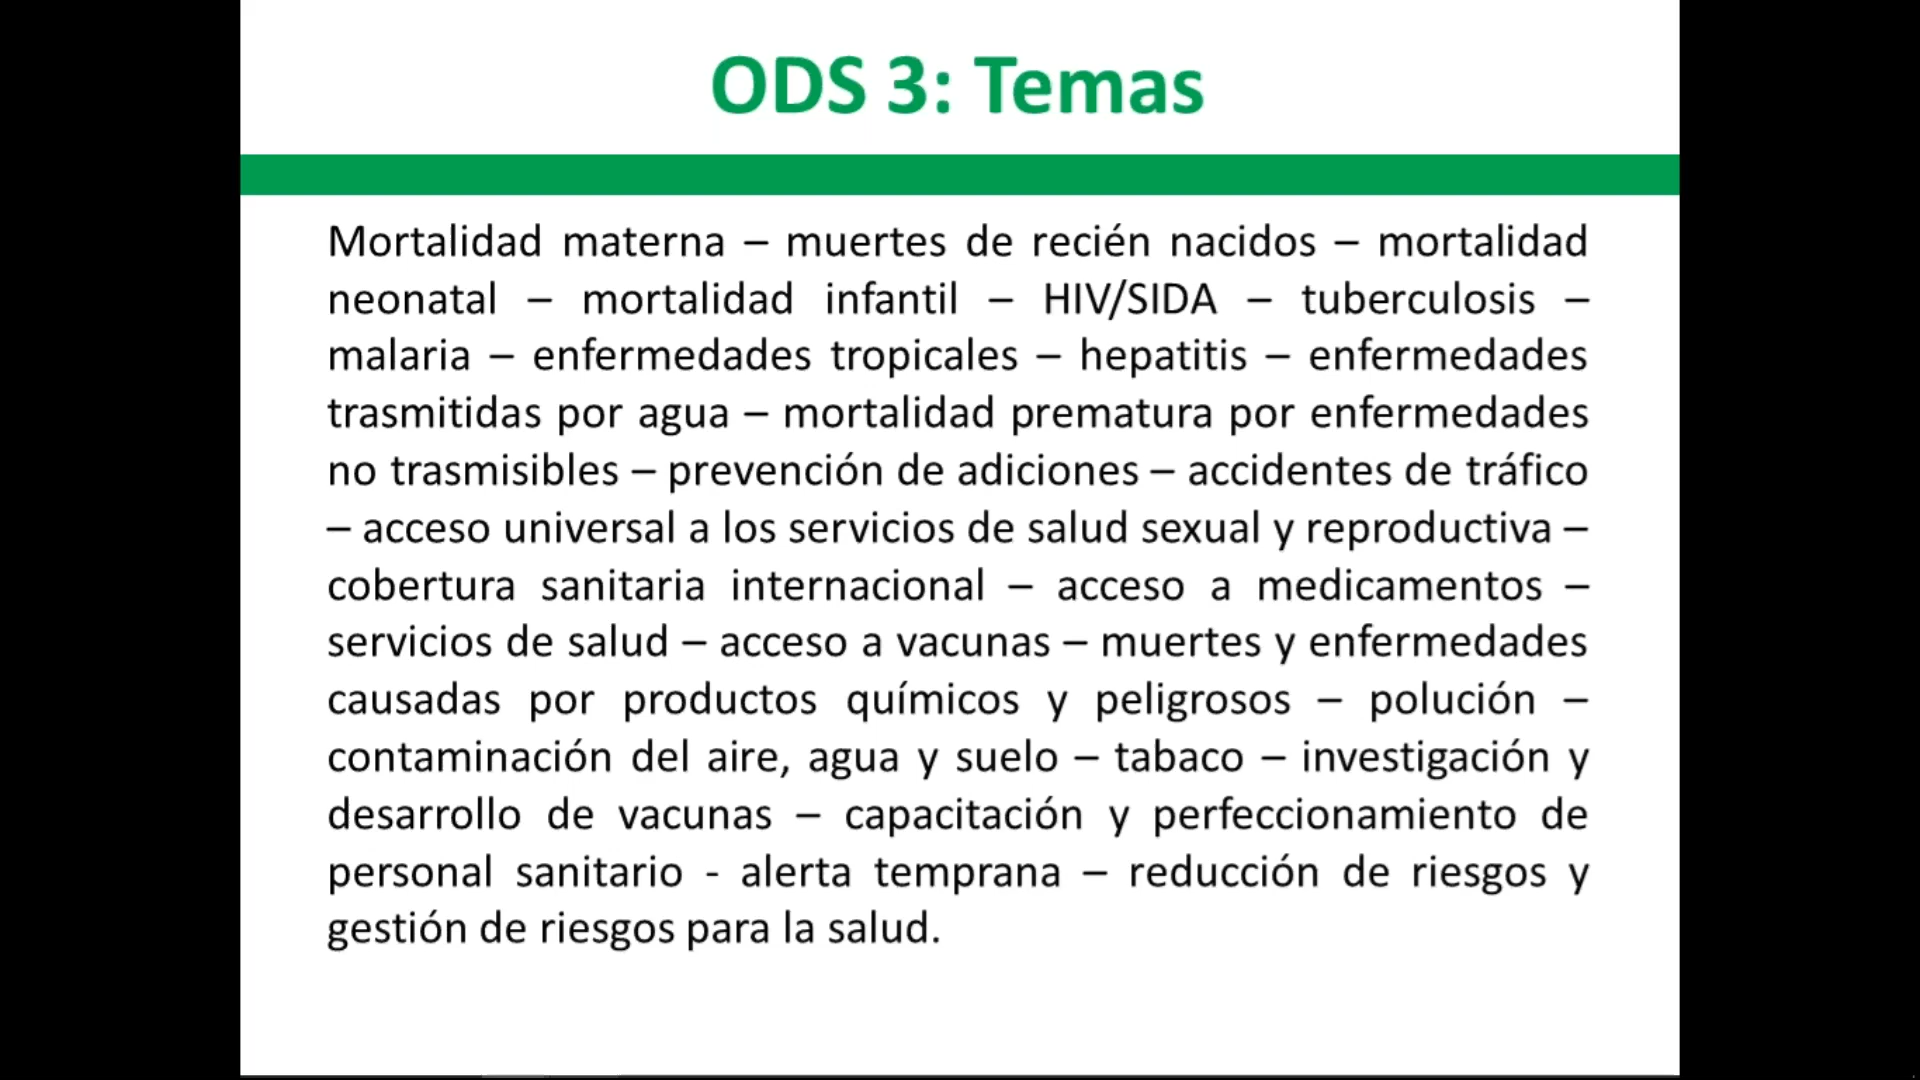 ODS 3: Temas
Mortalidad materna – muertes de recién nacidos – mortalidad
neonatal – mortalidad infantil – HIV/SIDA – tuberculosis –
malaria – enfermedades tropicales – hepatitis – enfermedades
trasmitidas por agua – mortalidad prematura por enfermedades
no trasmisibles – prevención de adiciones – accidentes de tráfico
– acceso universal a los servicios de salud sexual y reproductiva –
cobertura sanitaria internacional – acceso a medicamentos –
servicios de salud – acceso a vacunas – muertes y enfermedades
causadas por productos químicos y peligrosos – polución –
contaminación del aire, agua y suelo – tabaco – investigación y
desarrollo de vacunas – capacitación y perfeccionamiento de
personal sanitario - alerta temprana – reducción de riesgos y
gestión de riesgos para la salud.